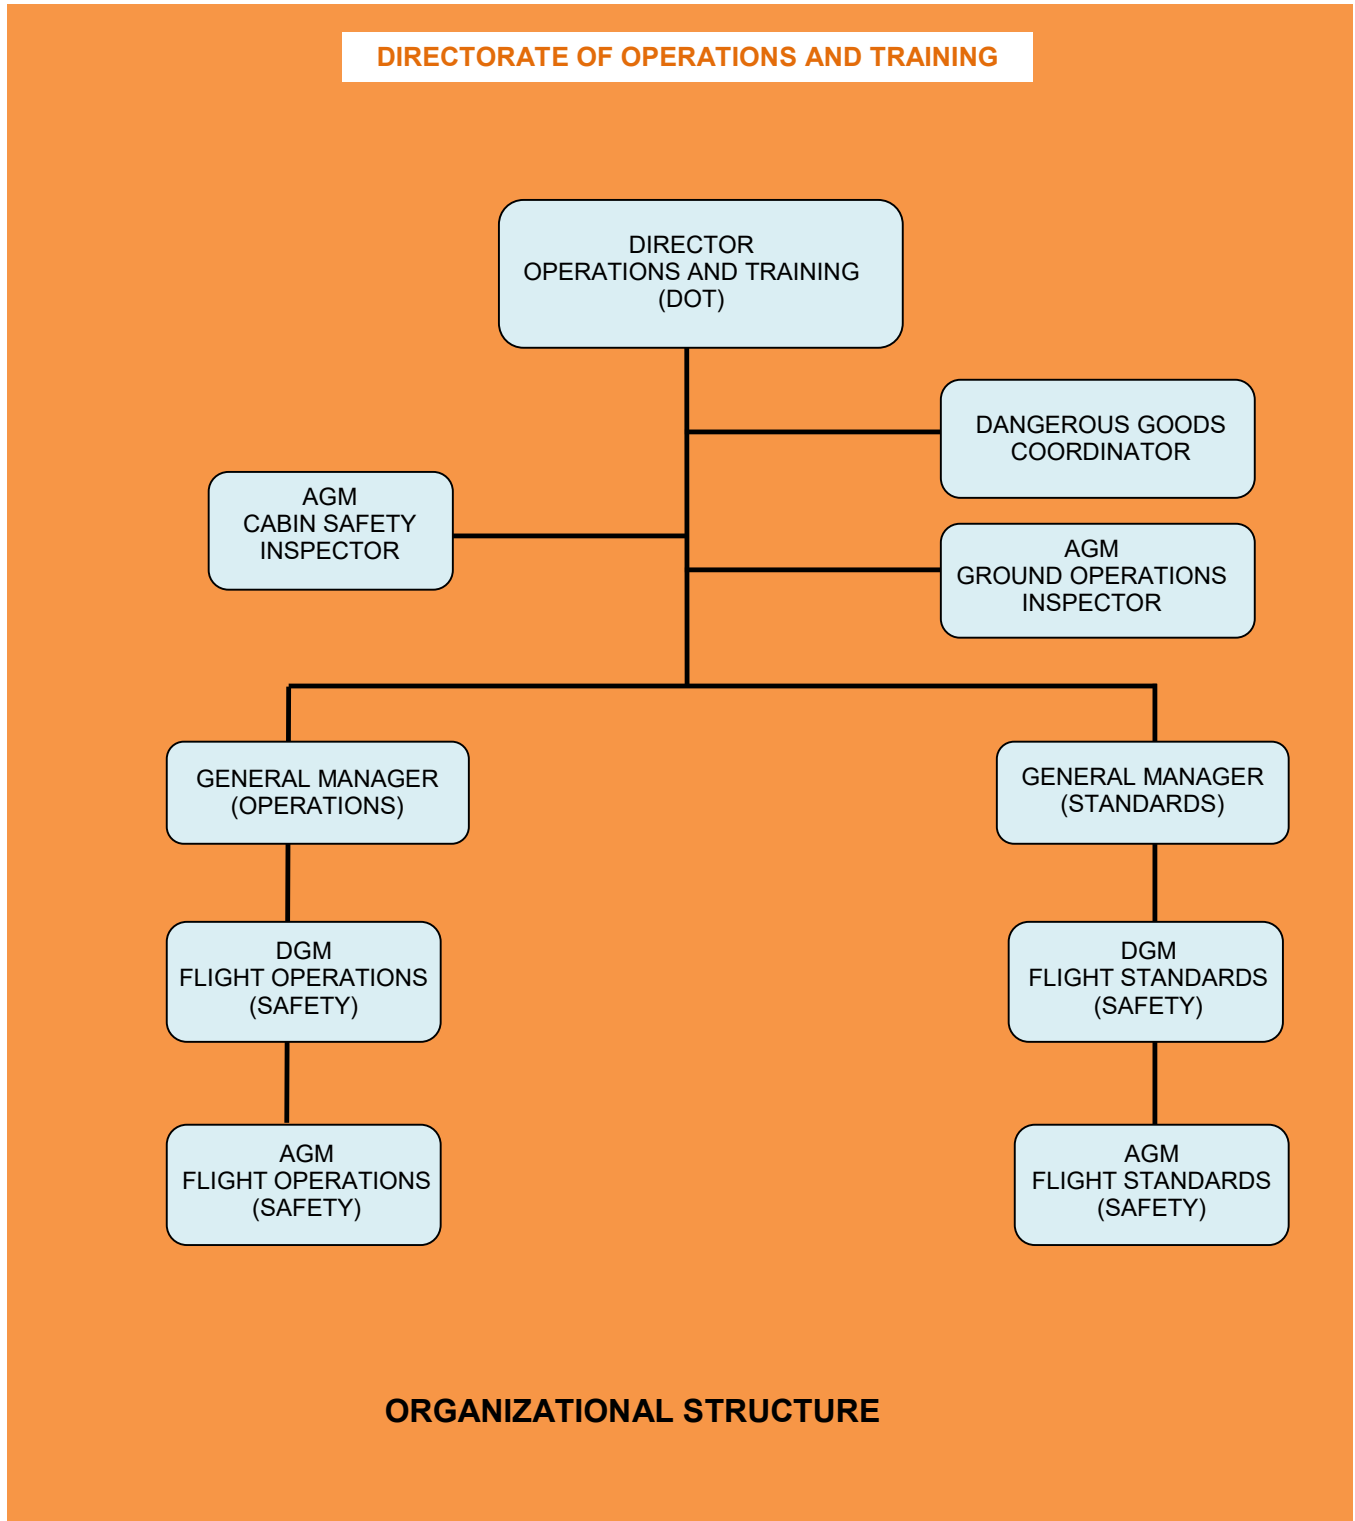 DIRECTORATE OF OPERATIONS AND TRAINING
DIRECTOR
OPERATIONS AND TRAINING
(DOT)
DANGEROUS GOODS
COORDINATOR
AGM
CABIN SAFETY
INSPECTOR
AGM
GROUND OPERATIONS
INSPECTOR
GENERAL MANAGER
(OPERATIONS)
GENERAL MANAGER
(STANDARDS)
DGM
FLIGHT OPERATIONS
(SAFETY)
DGM
FLIGHT STANDARDS
(SAFETY)
AGM
FLIGHT OPERATIONS
(SAFETY)
AGM
FLIGHT STANDARDS
(SAFETY)
ORGANIZATIONAL STRUCTURE